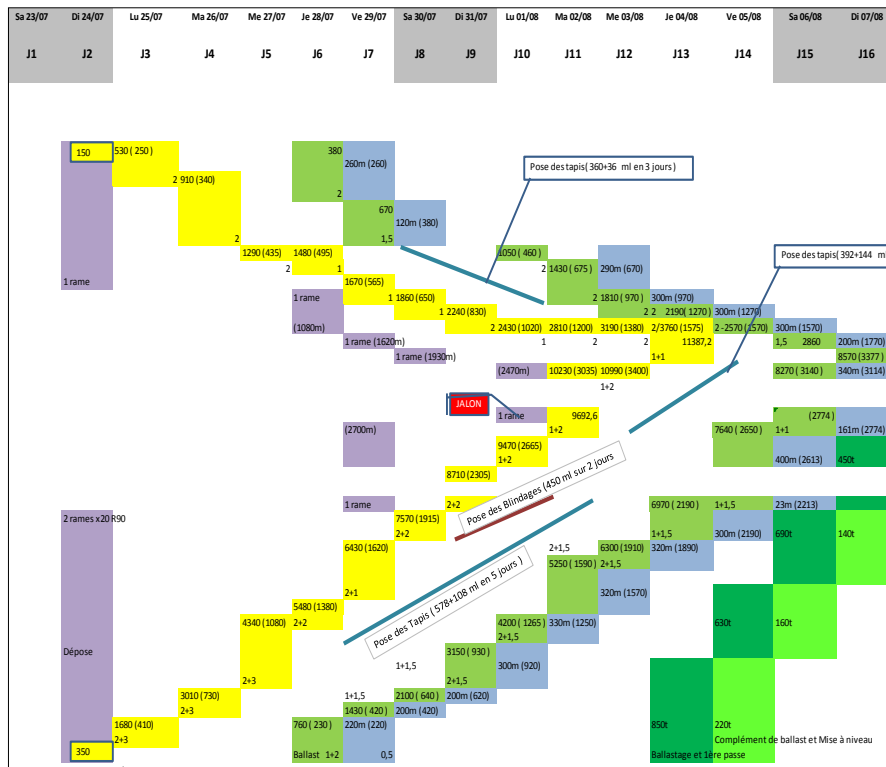 Sa 23/07 Di 24/07 Lu 25/07 Ma 26/07 Me 27/07 Je 28/07 Ve 29/07 Sa 30/07 Di 31/07 Lu 01/08 Ma 02/08 Me 03/08 Je 04/08 Ve 05/08 Sa 06/08 Di 07/08
J1 J2 J3 J4 J5 J6 J7 J8 J9 J10 J11 J12 J13 J14 J15 J16
150 530 ( 250 ) 380
260m (260) Pose des tapis( 360+36 ml en 3 jours )
2 910 (340) 2
670
120m (380)
2 1,5
1290 (435) 1480 (495) 1050 ( 460 ) Pose des tapis( 392+144 ml
2 1 2 1430 ( 675 ) 290m (670)
1 rame 1670 (565)
1 rame 1 1860 (650) 2 1810 ( 970 ) 300m (970)
1 2240 (830) 2 2 2190( 1270 ) 300m (1270)
(1080m) 2 2430 (1020) 2810 (1200) 3190 (1380) 2/3760 (1575) 2 -2570 (1570) 300m (1570)
1 rame (1620m) 1 2 2 11387,2 1,5 2860 200m (1770)
1 rame (1930m) 1+1 8570 (3377)
(2470m) 10230 (3035) 10990 (3400) 8270 ( 3140 ) 340m (3114)
1+2
JALON
1 rame 9692,6 (2774)
(2700m) 1+2 7640 ( 2650 ) 1+1 161m (2774)
9470 (2665)
1+2 400m (2613) 450t
8710 (2305)
Pose des Blindages (450 ml sur 2 jours
1 rame 2+2 6970 ( 2190 ) 1+1,5 23m (2213)
2 rames x20 R90 7570 (1915)
2+2 1+1,5 300m (2190) 690t 140t
6430 (1620) 2+1,5 6300 ( 1910 ) 320m (1890)
5250 ( 1590 ) 2+1,5
2+1 320m (1570)
Pose des Tapis ( 578+108 ml en 5 jours )
5480 (1380)
2+2
4340 (1080) 4200 ( 1265 ) 330m (1250) 630t 160t
2+1,5
Dépose 3150 ( 930 )
1+1,5 300m (920)
2+3 2+1,5
3010 (730) 1+1,5 2100 ( 640 ) 200m (620)
2+3 1430 ( 420 ) 200m (420)
1680 (410) 760 ( 230 ) 220m (220) 850t 220t
2+3 Complément de ballast et Mise à niveau
350 Ballast 1+2 0,5 Ballastage et 1ère passe